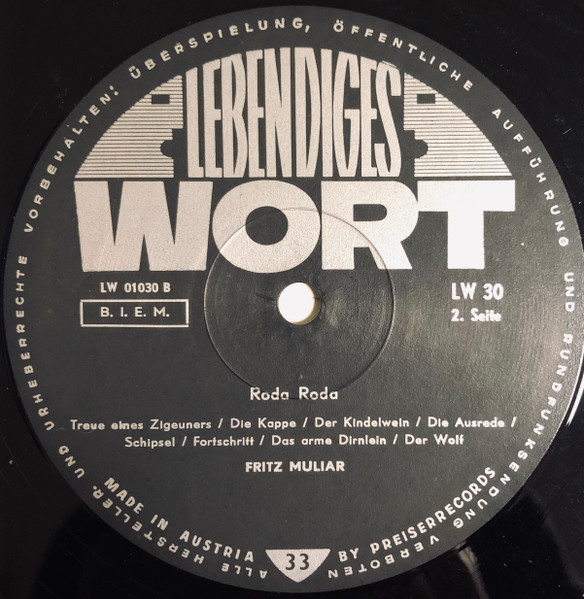 ALLE HERSTELLER- UND URHEBERRECHTE VORBEHALTEN: ÜBERSPIELUNG, ÖFFENTLICHE AUFFÜHRUNG UND RUNDFUNKSENDUNG VERBOTEN
LEBENDIGES
WORT
LW 01030 B
B. I. E. M.
LW 30
2. Seite
Roda Roda
Treue eines Zigeuners / Die Kappe / Der Kindelwein / Die Ausrede /
Schipsel / Fortschritt / Das arme Dirnlein / Der Wolf
FRITZ MULIAR
MADE IN AUSTRIA
33
BY PREISERRECORDS